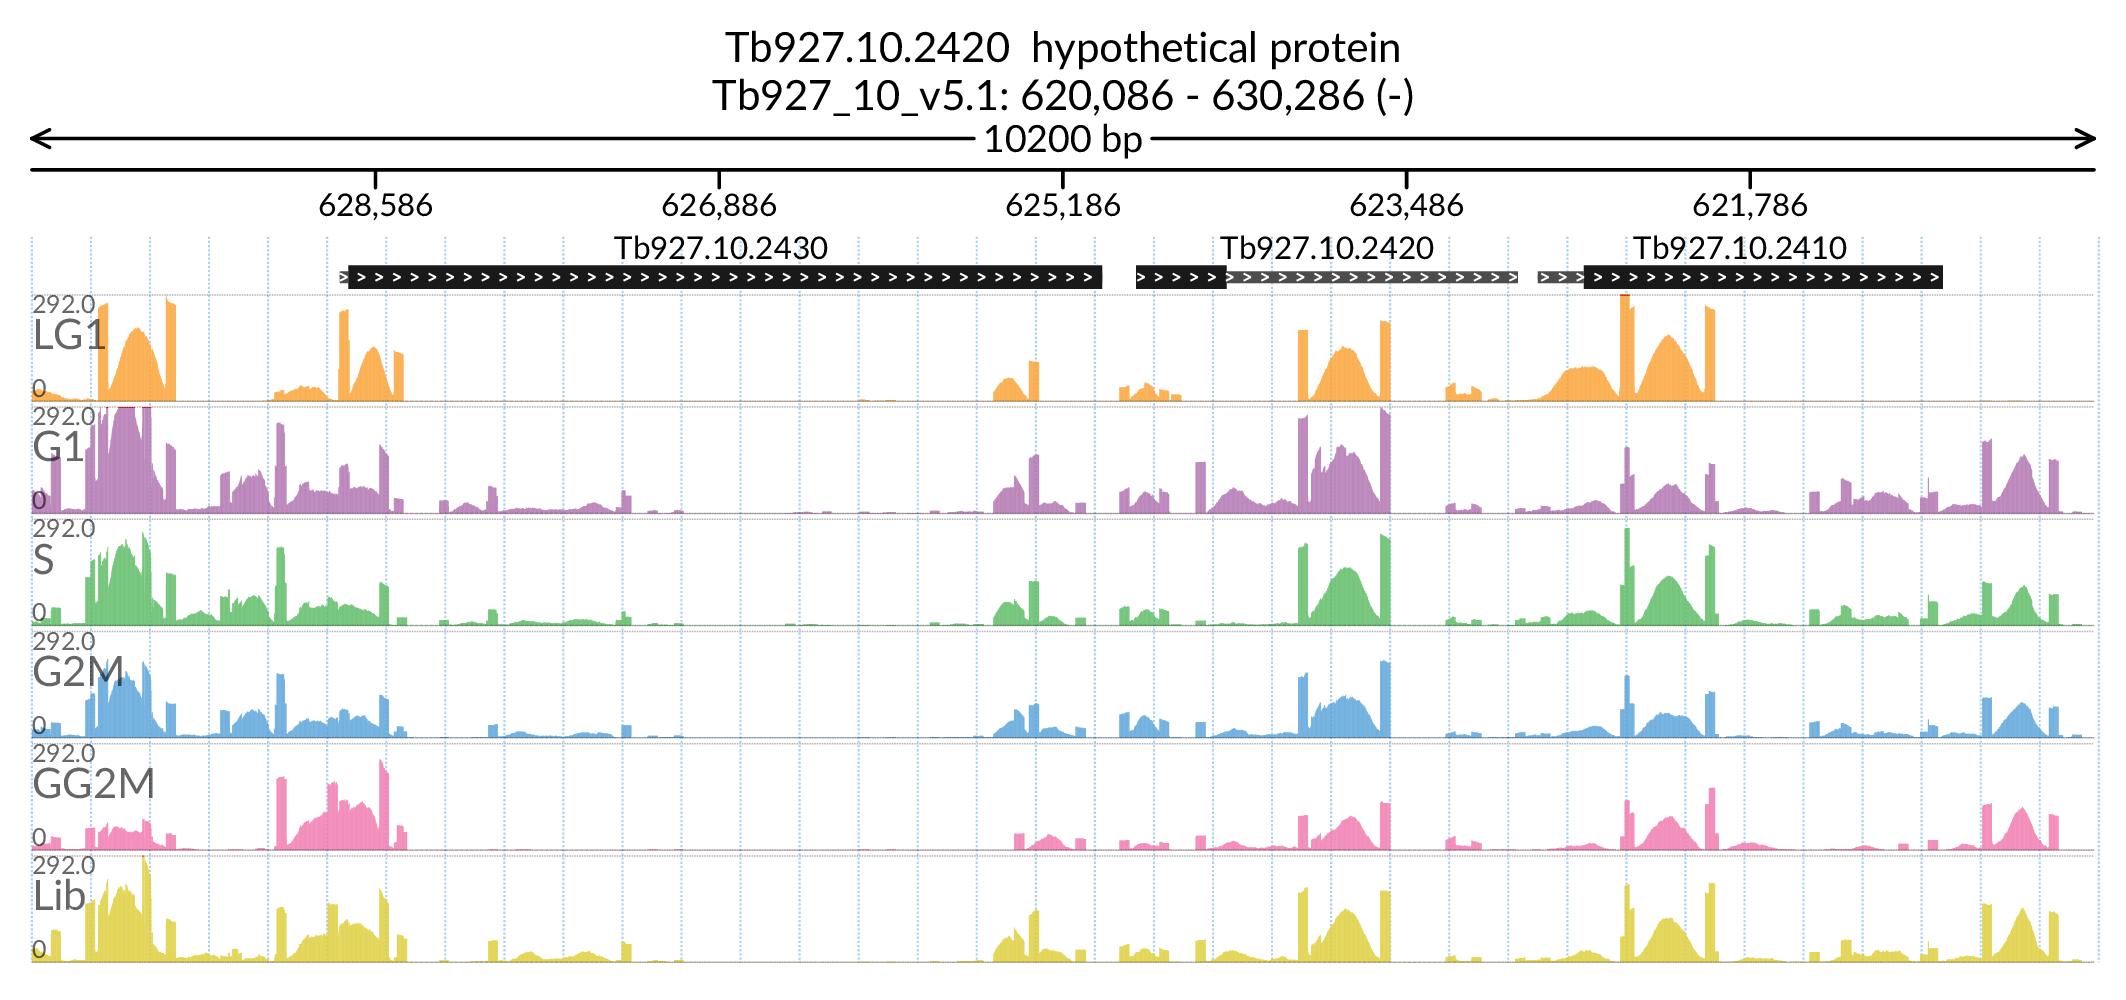 Tb927.10.2420  hypothetical protein
Tb927_10_v5.1: 620,086 - 630,286 (-)
10200 bp
628,586 626,886 625,186 623,486 621,786
Tb927.10.2430 Tb927.10.2420 Tb927.10.2410
292.0
LG1
0
292.0
G1
0
292.0
S
0
292.0
G2M
0
292.0
GG2M
0
292.0
Lib
0